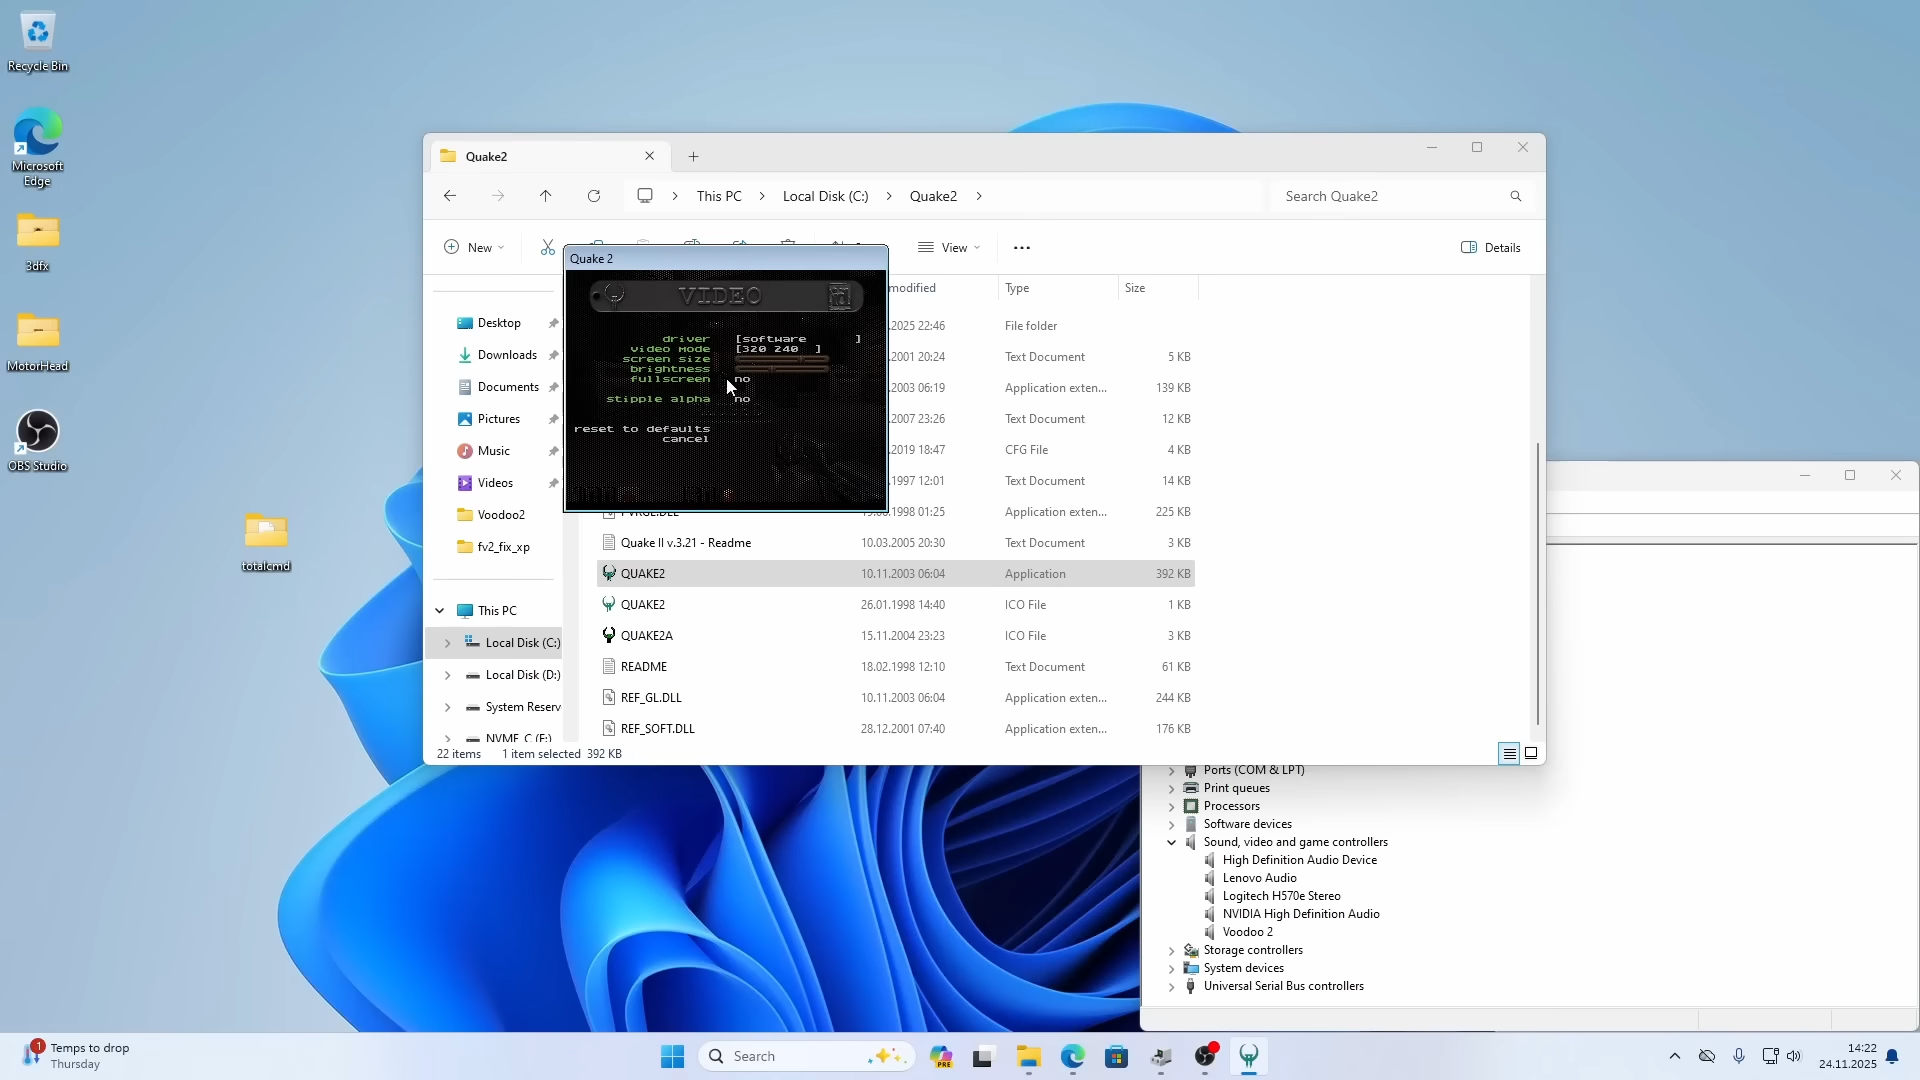 Recycle Bin
Microsoft
Edge
3dfx
MotorHead
OBS Studio
totalcmd
Quake2
This PC
Local Disk (C:)
Quake2
Search Quake2
New
View
Details
Quake 2
VIDEO
driver [software ]
video mode [320 240 ]
screen size
brightness
fullscreen no
stipple alpha no
reset to defaults
cancel
modified Type Size
Desktop
Downloads
Documents
Pictures
Music
Videos
Voodoo2
fv2_fix_xp
This PC
Local Disk (C:)
Local Disk (D:)
System Reserv
NVME_C (E:)
.2025 22:46 File folder
.2001 20:24 Text Document 5 KB
.2003 06:19 Application exten... 139 KB
.2007 23:26 Text Document 12 KB
.2019 18:47 CFG File 4 KB
.1997 12:01 Text Document 14 KB
PVRGL.DLL .1998 01:25 Application exten... 225 KB
Quake II v.3.21 - Readme 10.03.2005 20:30 Text Document 3 KB
QUAKE2 10.11.2003 06:04 Application 392 KB
QUAKE2 26.01.1998 14:40 ICO File 1 KB
QUAKE2A 15.11.2004 23:23 ICO File 3 KB
README 18.02.1998 12:10 Text Document 61 KB
REF_GL.DLL 10.11.2003 06:04 Application exten... 244 KB
REF_SOFT.DLL 28.12.2001 07:40 Application exten... 176 KB
22 items 1 item selected 392 KB
Ports (COM & LPT)
Print queues
Processors
Software devices
Sound, video and game controllers
High Definition Audio Device
Lenovo Audio
Logitech H570e Stereo
NVIDIA High Definition Audio
Voodoo 2
Storage controllers
System devices
Universal Serial Bus controllers
1
Temps to drop
Thursday
Search
PRE
14:22
24.11.2025